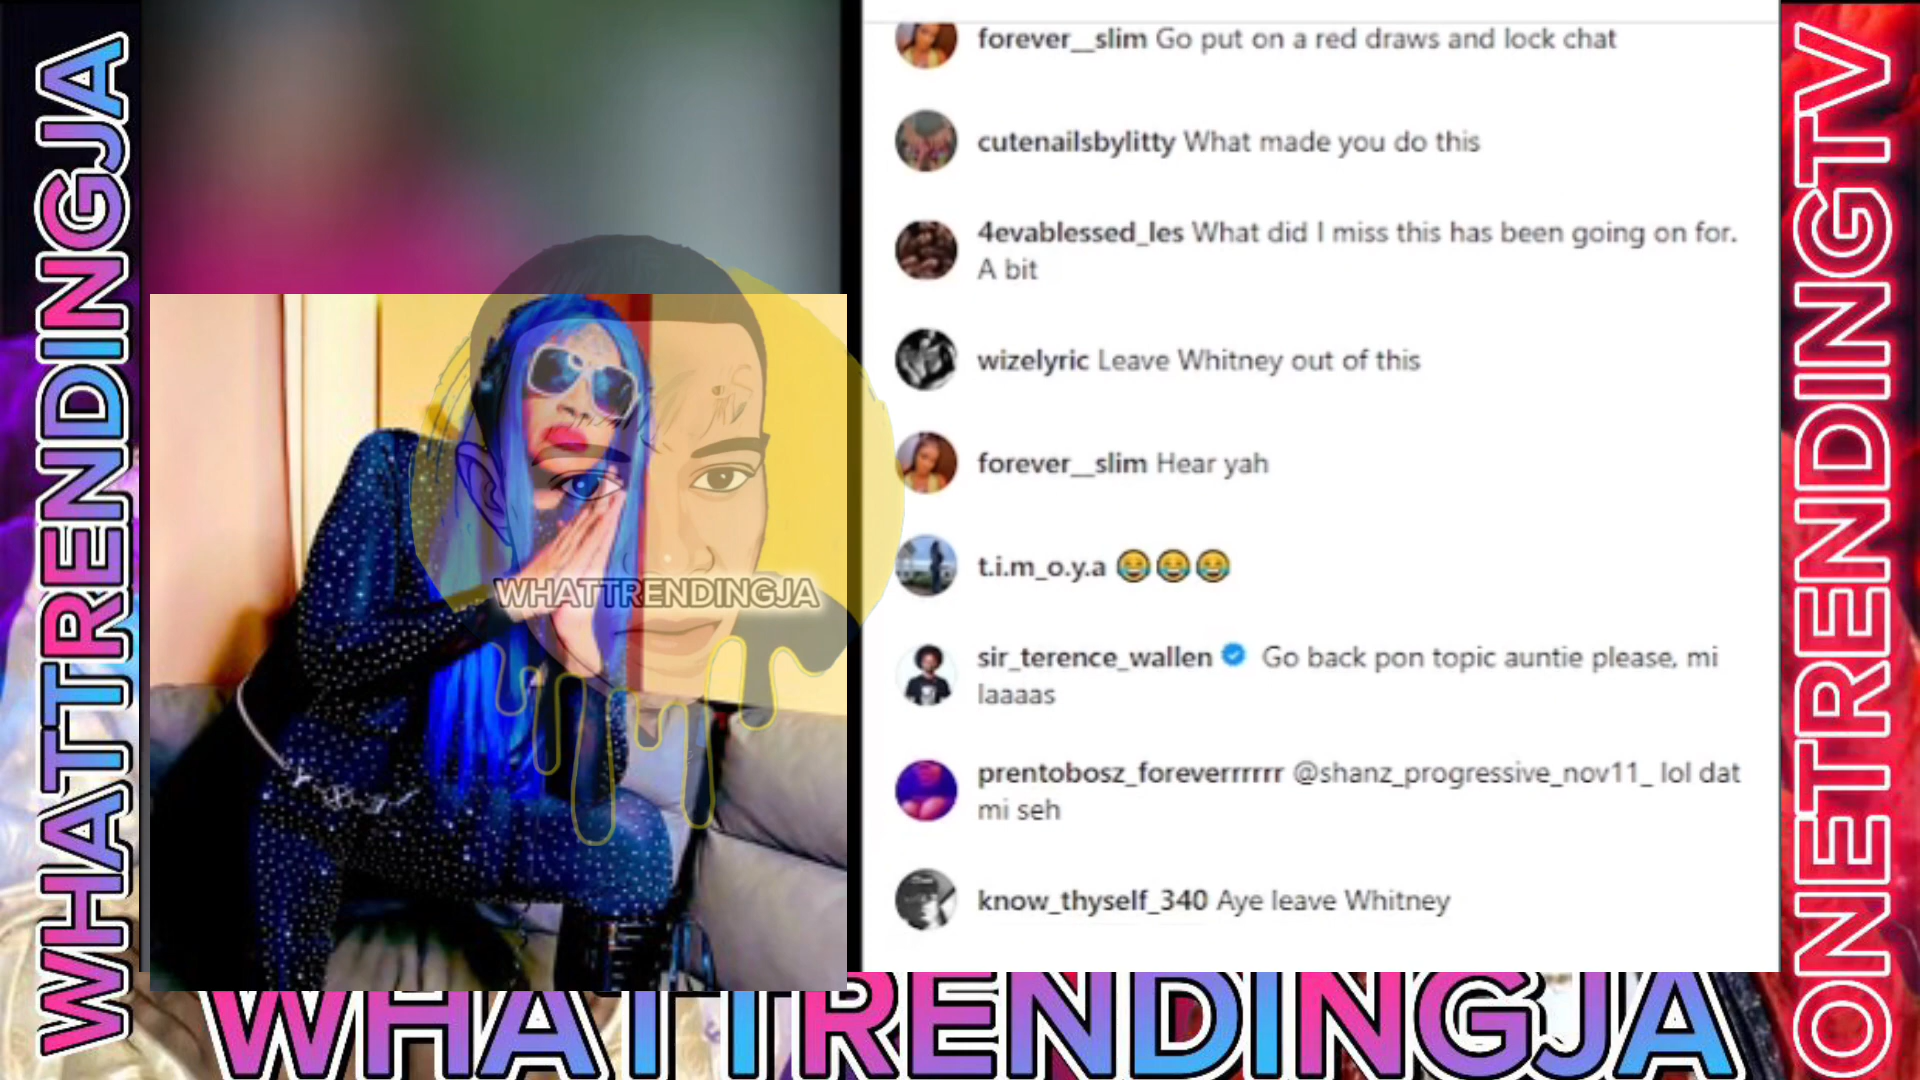 WHATTRENDINGJA
forever__slim Go put on a red draws and lock chat
cutenailsbylitty What made you do this
4evablessed_les What did I miss this has been going on for.
A bit
wizelyric Leave Whitney out of this
forever__slim Hear yah
t.i.m_o.y.a 😂😂😂
sir_terence_wallen Go back pon topic auntie please, mi
laaaas
prentobosz_foreverrrrrr @shanz_progressive_nov11_ lol dat
mi seh
know_thyself_340 Aye leave Whitney
WHATTRENDINGJA
WHATTRENDINGJA
ONETRENDINGTV